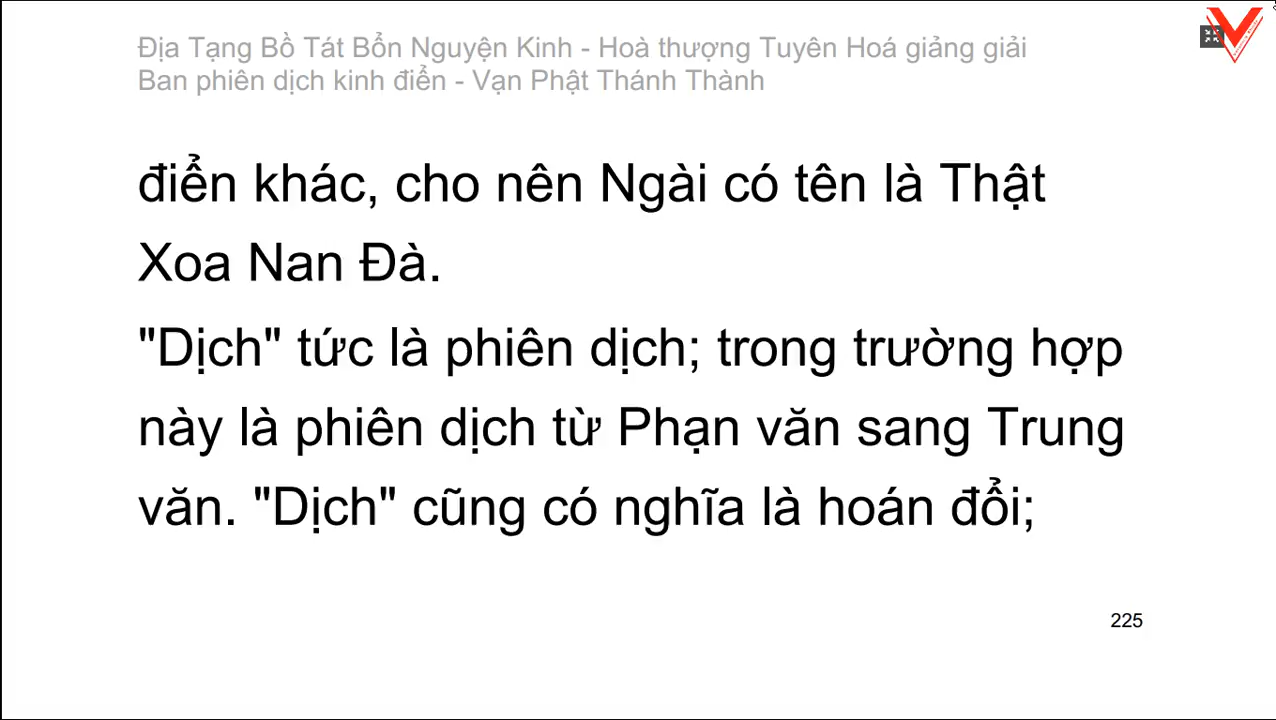 Địa Tạng Bồ Tát Bổn Nguyện Kinh - Hoà thượng Tuyên Hoá giảng giải
Ban phiên dịch kinh điển - Vạn Phật Thánh Thành
điển khác, cho nên Ngài có tên là Thật
Xoa Nan Đà.
"Dịch" tức là phiên dịch; trong trường hợp
này là phiên dịch từ Phạn văn sang Trung
văn. "Dịch" cũng có nghĩa là hoán đổi;
225